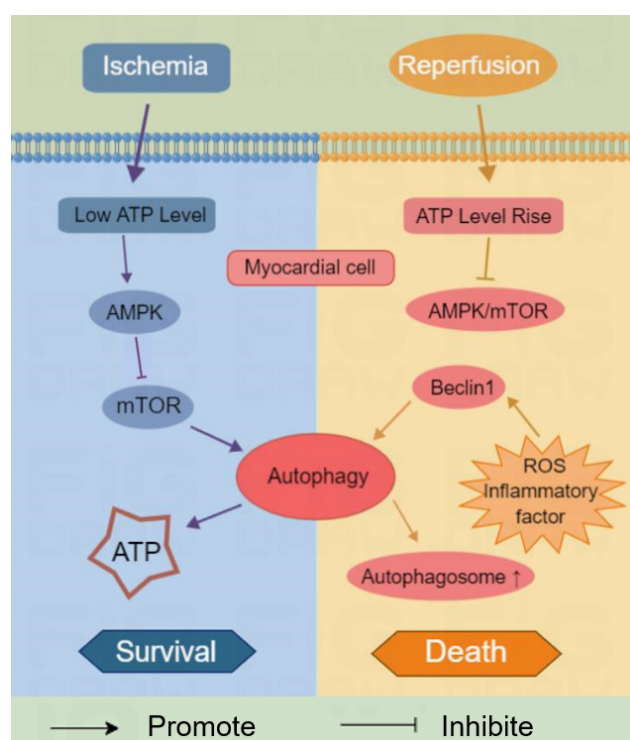 Ischemia
Reperfusion
Low ATP Level
ATP Level Rise
Myocardial cell
AMPK
AMPK/mTOR
mTOR
Beclin1
Autophagy
ROS
Inflammatory
factor
ATP
Autophagosome ↑
Survival
Death
Promote
Inhibite